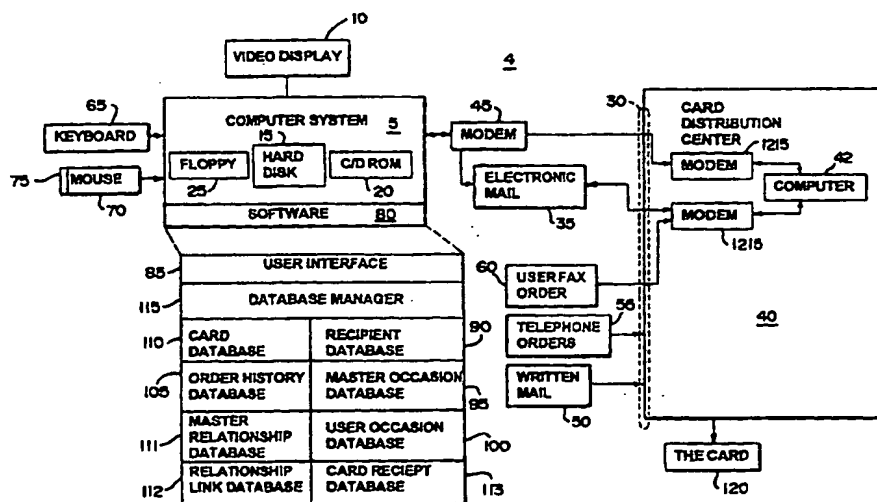 10
VIDEO DISPLAY
4
65
KEYBOARD
COMPUTER SYSTEM 5
15
FLOPPY
HARD DISK
C/D ROM
25
20
75
MOUSE
70
SOFTWARE 80
45
MODEM
ELECTRONIC MAIL
35
30
CARD DISTRIBUTION CENTER
1215
MODEM
42
COMPUTER
MODEM
1215
60
USER FAX ORDER
56
TELEPHONE ORDERS
WRITTEN MAIL
50
40
THE CARD
120
85
USER INTERFACE
115
DATABASE MANAGER
110
CARD DATABASE
RECIPIENT DATABASE
90
105
ORDER HISTORY DATABASE
MASTER OCCASION DATABASE
95
111
MASTER RELATIONSHIP DATABASE
USER OCCASION DATABASE
100
112
RELATIONSHIP LINK DATABASE
CARD RECIEPT DATABASE
113